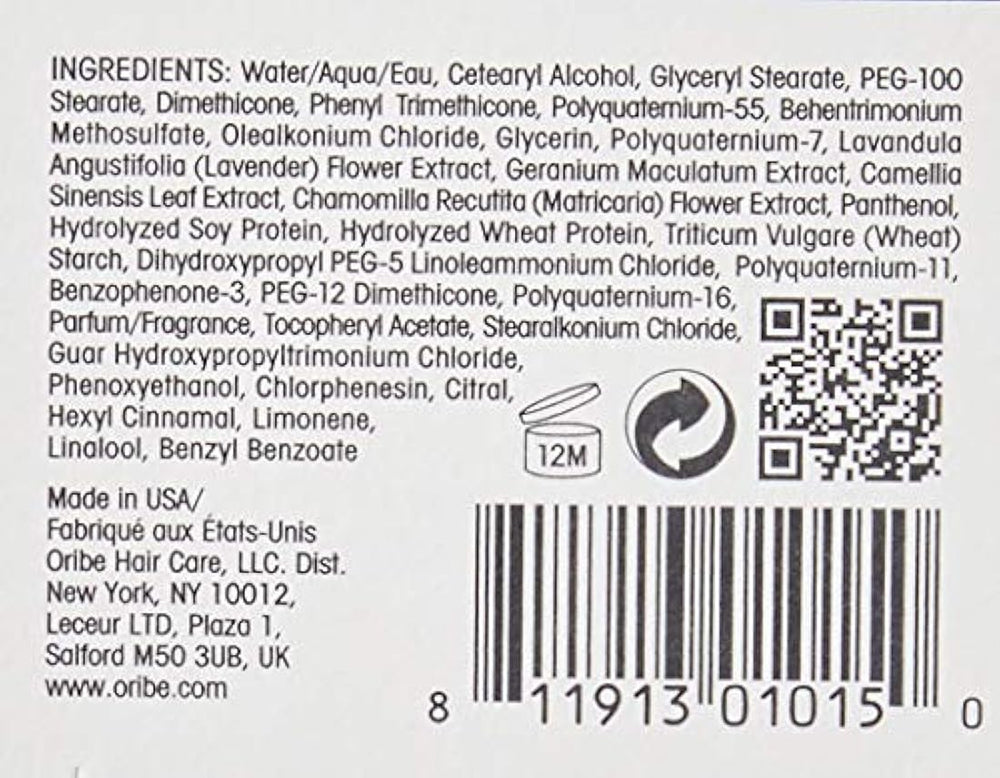 INGREDIENTS: Water/Aqua/Eau, Cetearyl Alcohol, Glyceryl Stearate, PEG-100
Stearate, Dimethicone, Phenyl Trimethicone, Polyquaternium-55, Behentrimonium
Methosulfate, Olealkonium Chloride, Glycerin, Polyquaternium-7, Lavandula
Angustifolia (Lavender) Flower Extract, Geranium Maculatum Extract, Camellia
Sinensis Leaf Extract, Chamomilla Recutita (Matricaria) Flower Extract, Panthenol,
Hydrolyzed Soy Protein, Hydrolyzed Wheat Protein, Triticum Vulgare (Wheat)
Starch, Dihydroxypropyl PEG-5 Linoleammonium Chloride, Polyquaternium-11,
Benzophenone-3, PEG-12 Dimethicone, Polyquaternium-16,
Parfum/Fragrance, Tocopheryl Acetate, Stearalkonium Chloride,
Guar Hydroxypropyltrimonium Chloride,
Phenoxyethanol, Chlorphenesin, Citral,
Hexyl Cinnamal, Limonene,
Linalool, Benzyl Benzoate
12M
Made in USA/
Fabriqué aux États-Unis
Oribe Hair Care, LLC. Dist.
New York, NY 10012,
Leceur LTD, Plaza 1,
Salford M50 3UB, UK
www.oribe.com
8 11913 01015 0